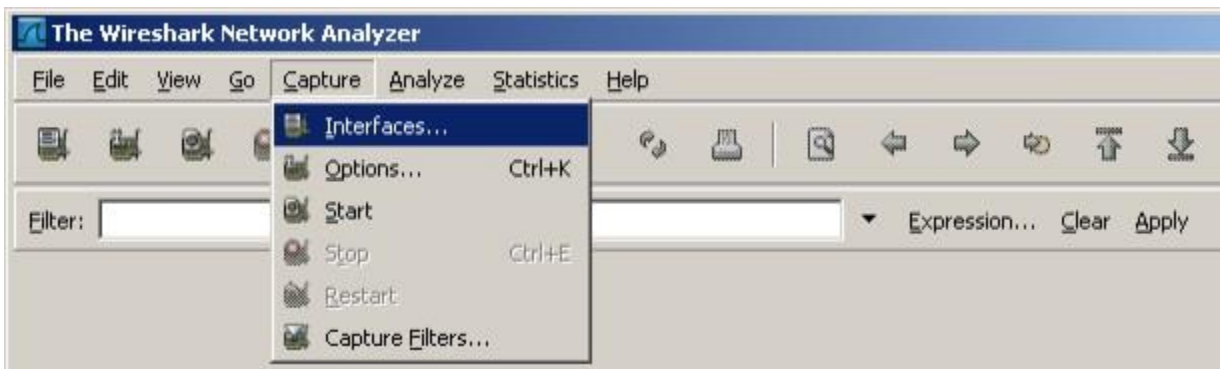 The Wireshark Network Analyzer
File Edit View Go Capture Analyze Statistics Help
Interfaces...
Options... Ctrl+K
Filter: Expression... Clear Apply
Start
Stop Ctrl+E
Restart
Capture Filters...